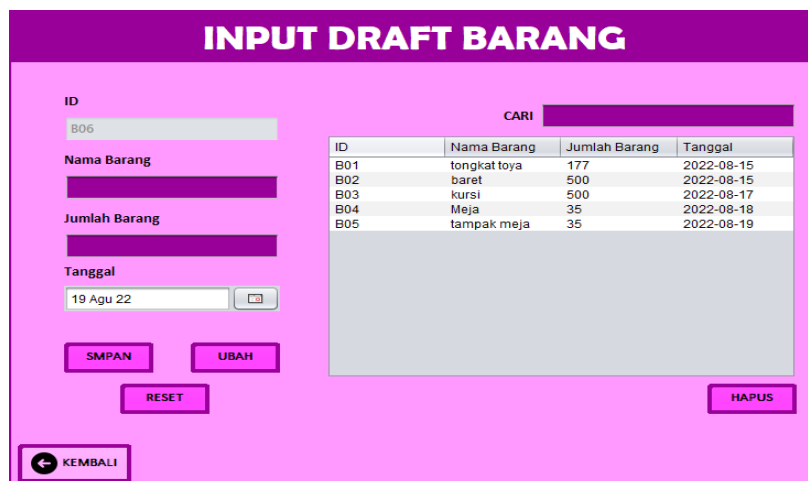 INPUT DRAFT BARANG
ID
B06
Nama Barang
Jumlah Barang
Tanggal
19 Agu 22
SMPAN UBAH
RESET
KEMBALI
CARI
ID Nama Barang Jumlah Barang Tanggal
B01 tongkat toya 177 2022-08-15
B02 baret 500 2022-08-15
B03 kursi 500 2022-08-17
B04 Meja 35 2022-08-18
B05 tampak meja 35 2022-08-19
HAPUS